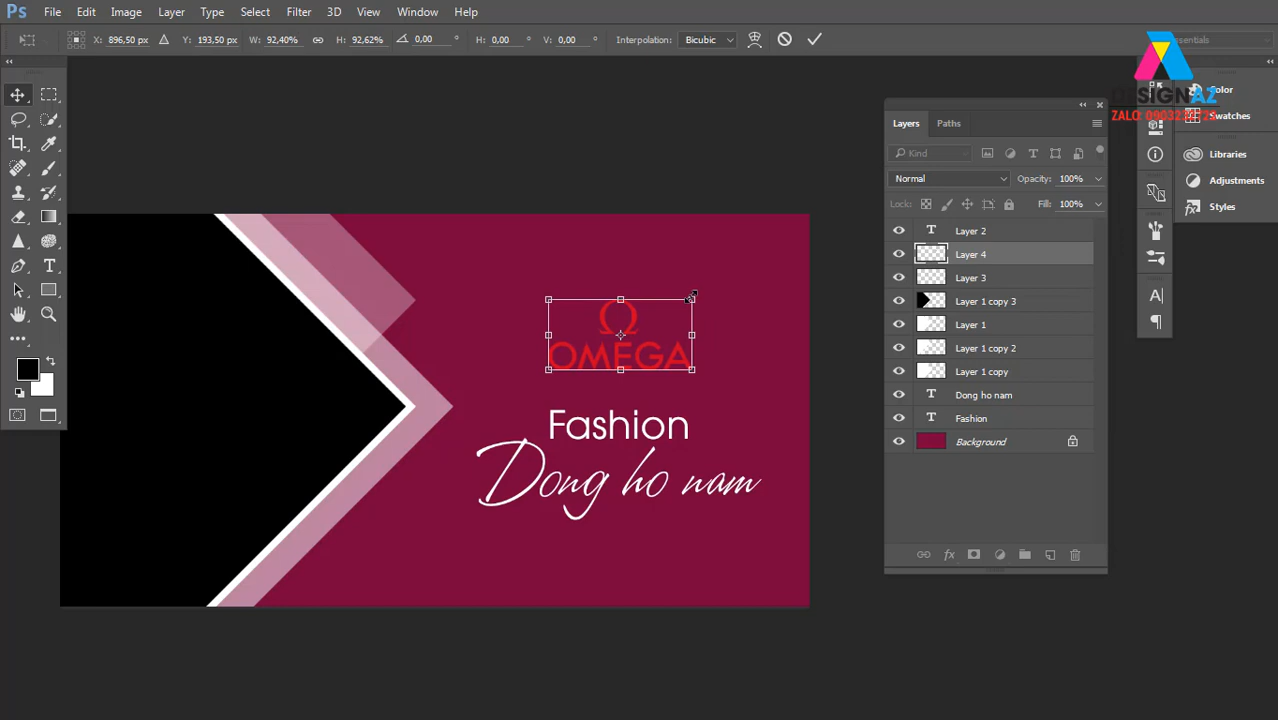 Ps File Edit Image Layer Type Select Filter 3D View Window Help
X: 896,50 px Y: 193,50 px W: 92,40% H: 92,62% 0,00 ° H: 0,00 ° V: 0,00 ° Interpolation: Bicubic
DESIGNAZ
Color
Swatches
Libraries
Adjustments
Styles
Layers Paths
Kind
Normal Opacity: 100%
Lock: Fill: 100%
Layer 2
Layer 4
Layer 3
Layer 1 copy 3
Layer 1
Layer 1 copy 2
Layer 1 copy
Dong ho nam
Fashion
Background
Ω
OMEGA
Fashion
Dong ho nam